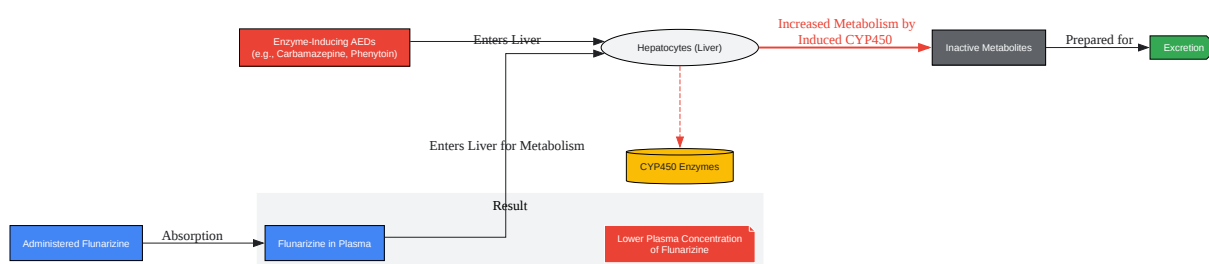 Increased Metabolism by
Induced CYP450
Enzyme-Inducing AEDs
(e.g., Carbamazepine, Phenytoin)
Enters Liver
Hepatocytes (Liver)
Inactive Metabolites
Prepared for
Excretion
Enters Liver for Metabolism
CYP450 Enzymes
Result
Administered Flunarizine
Absorption
Flunarizine in Plasma
Lower Plasma Concentration
of Flunarizine